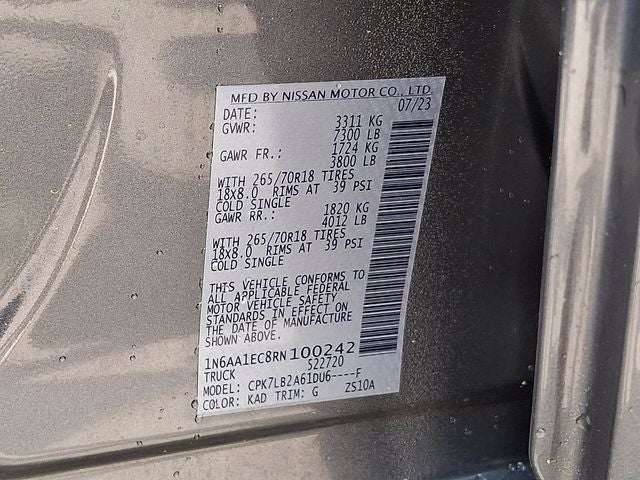 MFD BY NISSAN MOTOR CO., LTD.
DATE: 07/23
GVWR: 3311 KG
7300 LB
GAWR FR.: 1724 KG
3800 LB
WITH 265/70R18 TIRES
18x8.0 RIMS AT 39 PSI
COLD SINGLE
GAWR RR.: 1820 KG
4012 LB
WITH 265/70R18 TIRES
18x8.0 RIMS AT 39 PSI
COLD SINGLE
THIS VEHICLE CONFORMS TO
ALL APPLICABLE FEDERAL
MOTOR VEHICLE SAFETY
STANDARDS IN EFFECT ON
THE DATE OF MANUFACTURE
SHOWN ABOVE.
1N6AA1EC8RN100242
TRUCK S22720
MODEL: CPK7LB2A61DU6----F
COLOR: KAD TRIM: G ZS10A